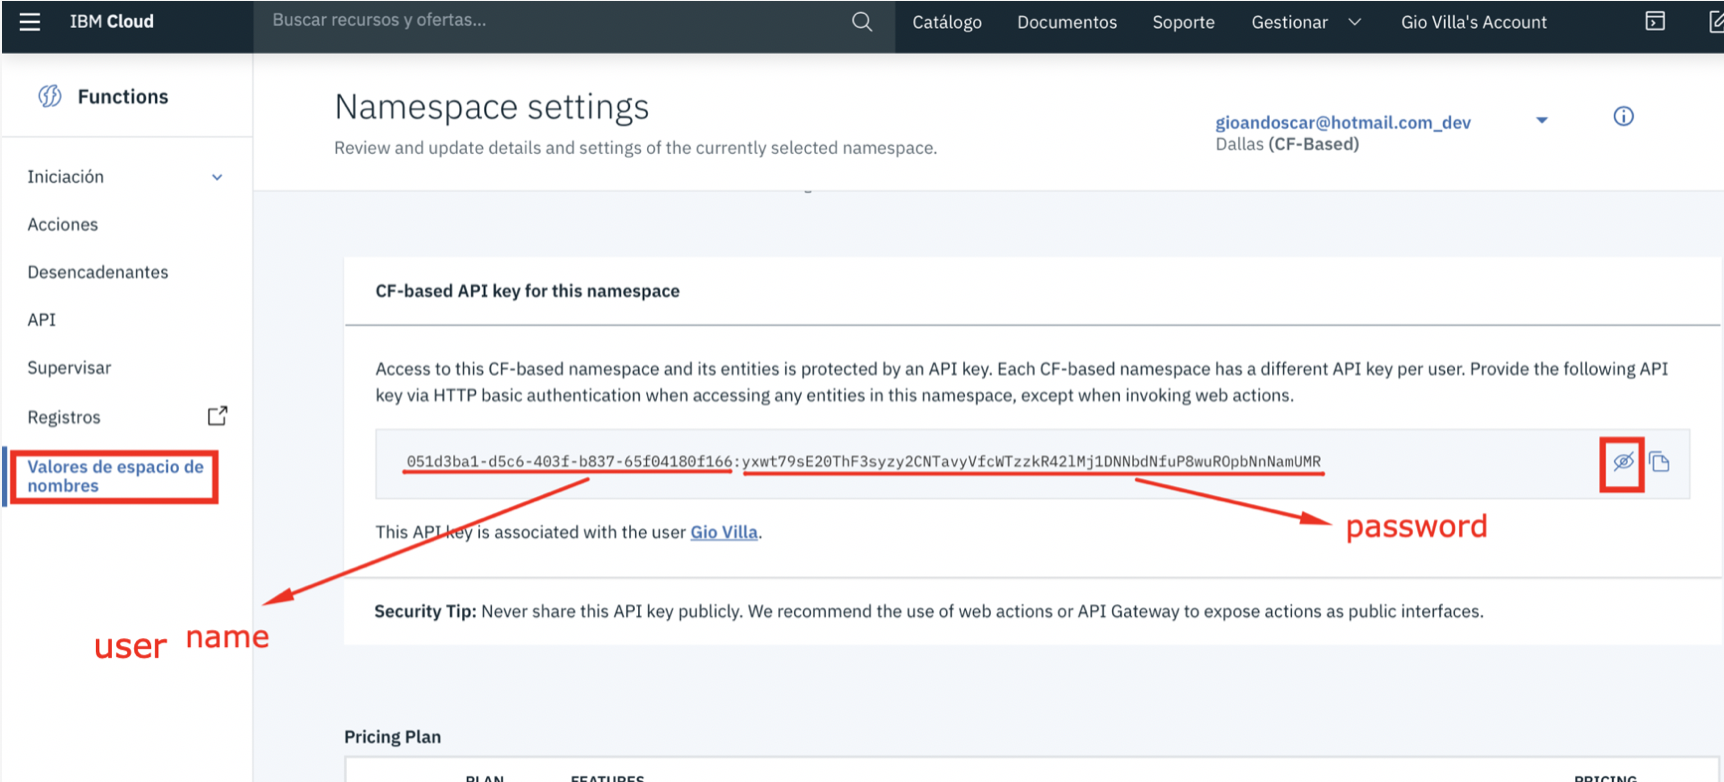 IBM Cloud
Buscar recursos y ofertas...
Catálogo
Documentos
Soporte
Gestionar
Gio Villa's Account
Functions
Namespace settings
Review and update details and settings of the currently selected namespace.
gioandoscar@hotmail.com_dev
Dallas (CF-Based)
Iniciación
Acciones
Desencadenantes
API
Supervisar
Registros
Valores de espacio de
nombres
CF-based API key for this namespace
Access to this CF-based namespace and its entities is protected by an API key. Each CF-based namespace has a different API key per user. Provide the following API
key via HTTP basic authentication when accessing any entities in this namespace, except when invoking web actions.
051d3ba1-d5c6-403f-b837-65f04180f166:yxwt79sE20ThF3syzy2CNTavyVfcWTzzkR42lMj1DNNbdNfuP8wuROpbNnNamUMR
password
This API key is associated with the user Gio Villa.
Security Tip: Never share this API key publicly. We recommend the use of web actions or API Gateway to expose actions as public interfaces.
user name
Pricing Plan
PLAN
FEATURES
PRICING